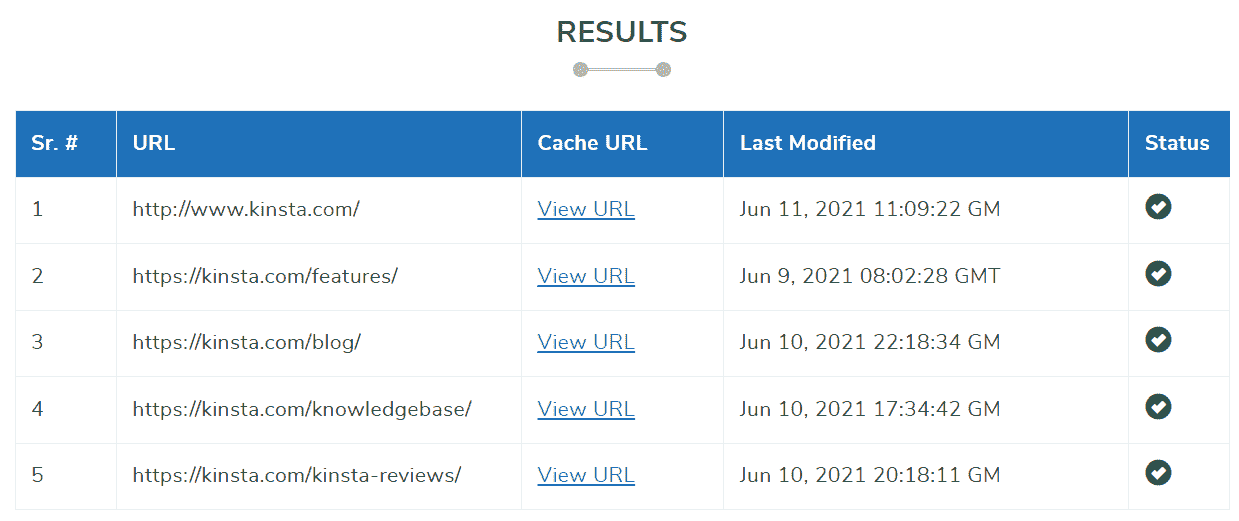 RESULTS
Sr. # URL Cache URL Last Modified Status
1 http://www.kinsta.com/ View URL Jun 11, 2021 11:09:22 GM
2 https://kinsta.com/features/ View URL Jun 9, 2021 08:02:28 GMT
3 https://kinsta.com/blog/ View URL Jun 10, 2021 22:18:34 GM
4 https://kinsta.com/knowledgebase/ View URL Jun 10, 2021 17:34:42 GM
5 https://kinsta.com/kinsta-reviews/ View URL Jun 10, 2021 20:18:11 GM